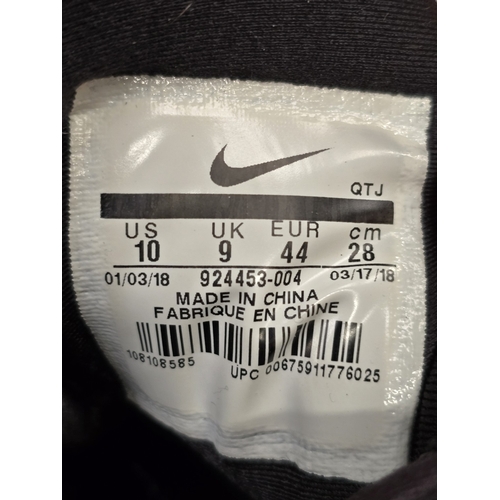 QTJ
US UK EUR cm
10 9 44 28
01/03/18 924453-004 03/17/18
MADE IN CHINA
FABRIQUE EN CHINE
108108585
UPC 00675911776025